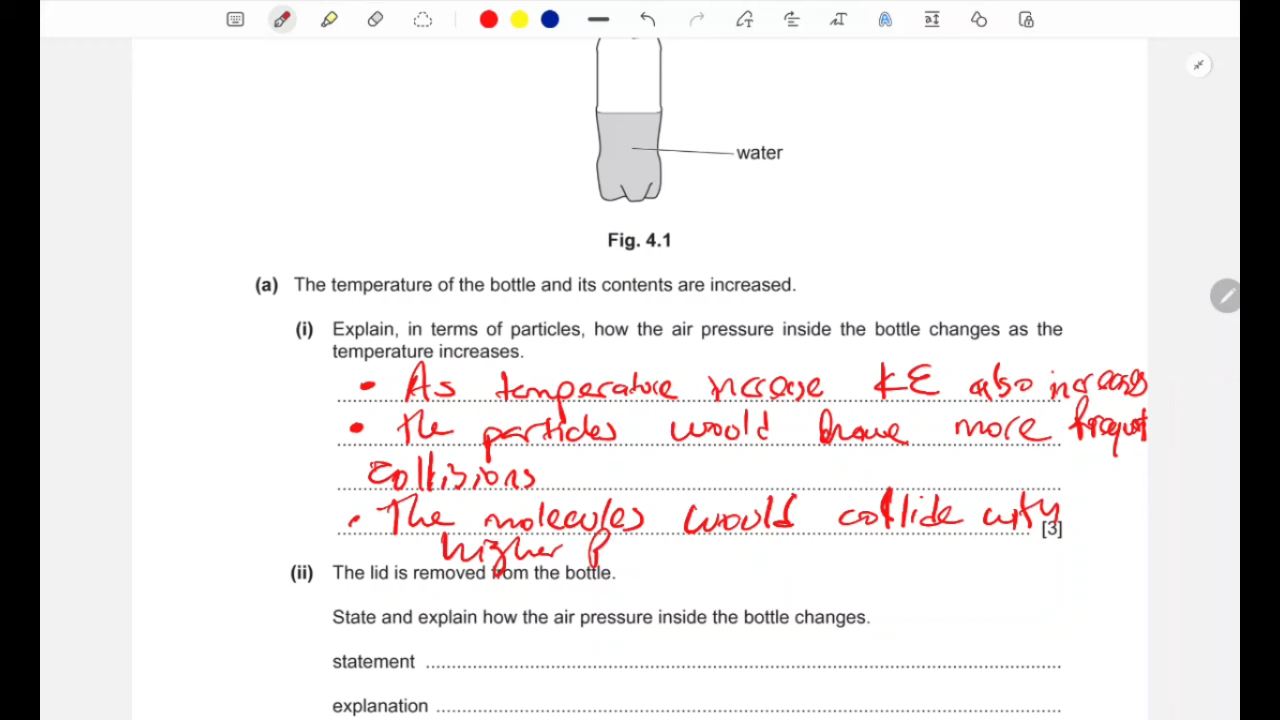 water
Fig. 4.1
(a) The temperature of the bottle and its contents are increased.
(i) Explain, in terms of particles, how the air pressure inside the bottle changes as the
temperature increases.
• As temperature increase KE also increases
• The particles would have more frequent
collisions
• The molecules would collide with
[3]
higher
(ii) The lid is removed from the bottle.
State and explain how the air pressure inside the bottle changes.
statement
explanation